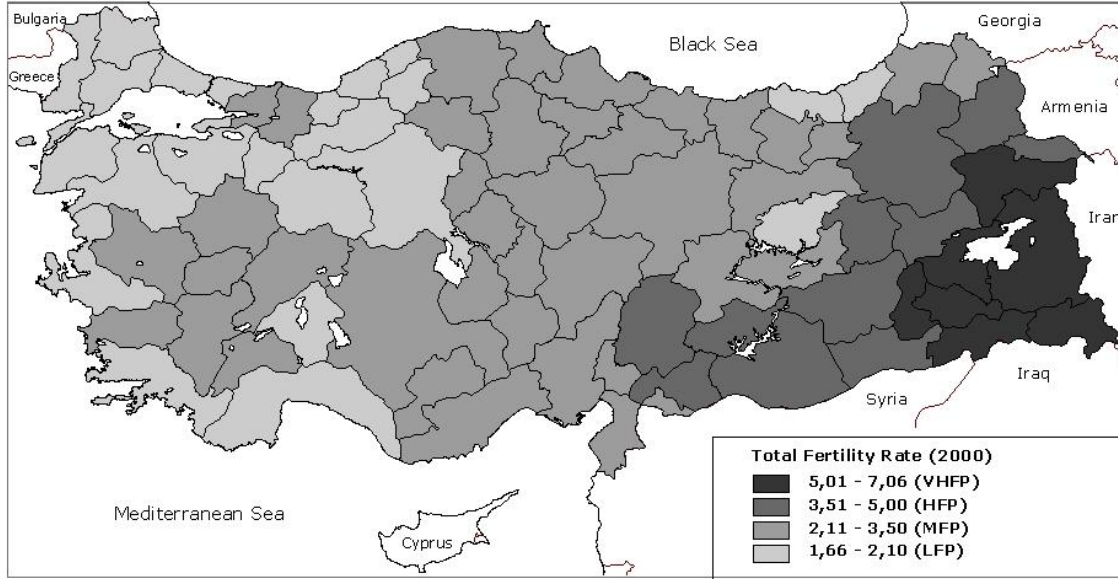 Bulgaria
Georgia
Black Sea
Greece
Armenia
Iran
Iraq
Syria
Mediterranean Sea
Cyprus
Total Fertility Rate (2000)
5,01 - 7,06 (VHFP)
3,51 - 5,00 (HFP)
2,11 - 3,50 (MFP)
1,66 - 2,10 (LFP)